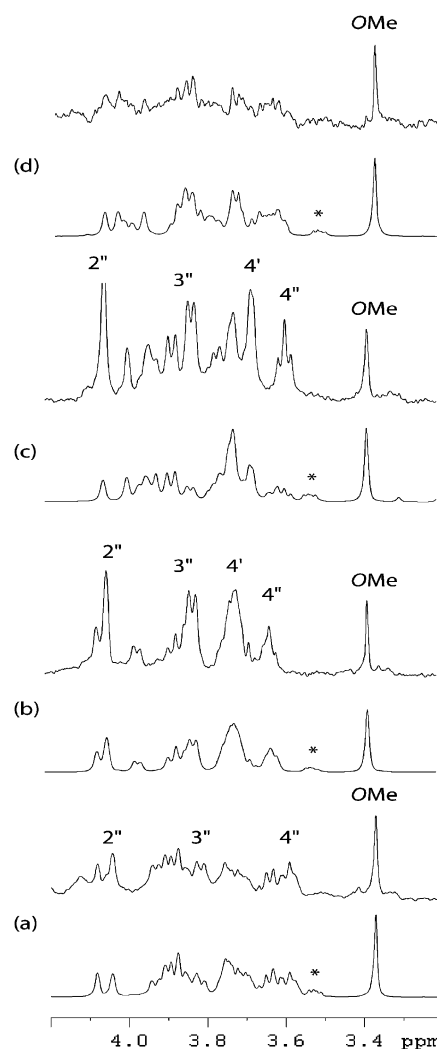 OMe
(d)
*
2" 3" 4' 4" OMe
(c)
*
2" 3" 4' 4" OMe
(b)
*
OMe
2" 3" 4"
(a)
*
4.0 3.8 3.6 3.4 ppm